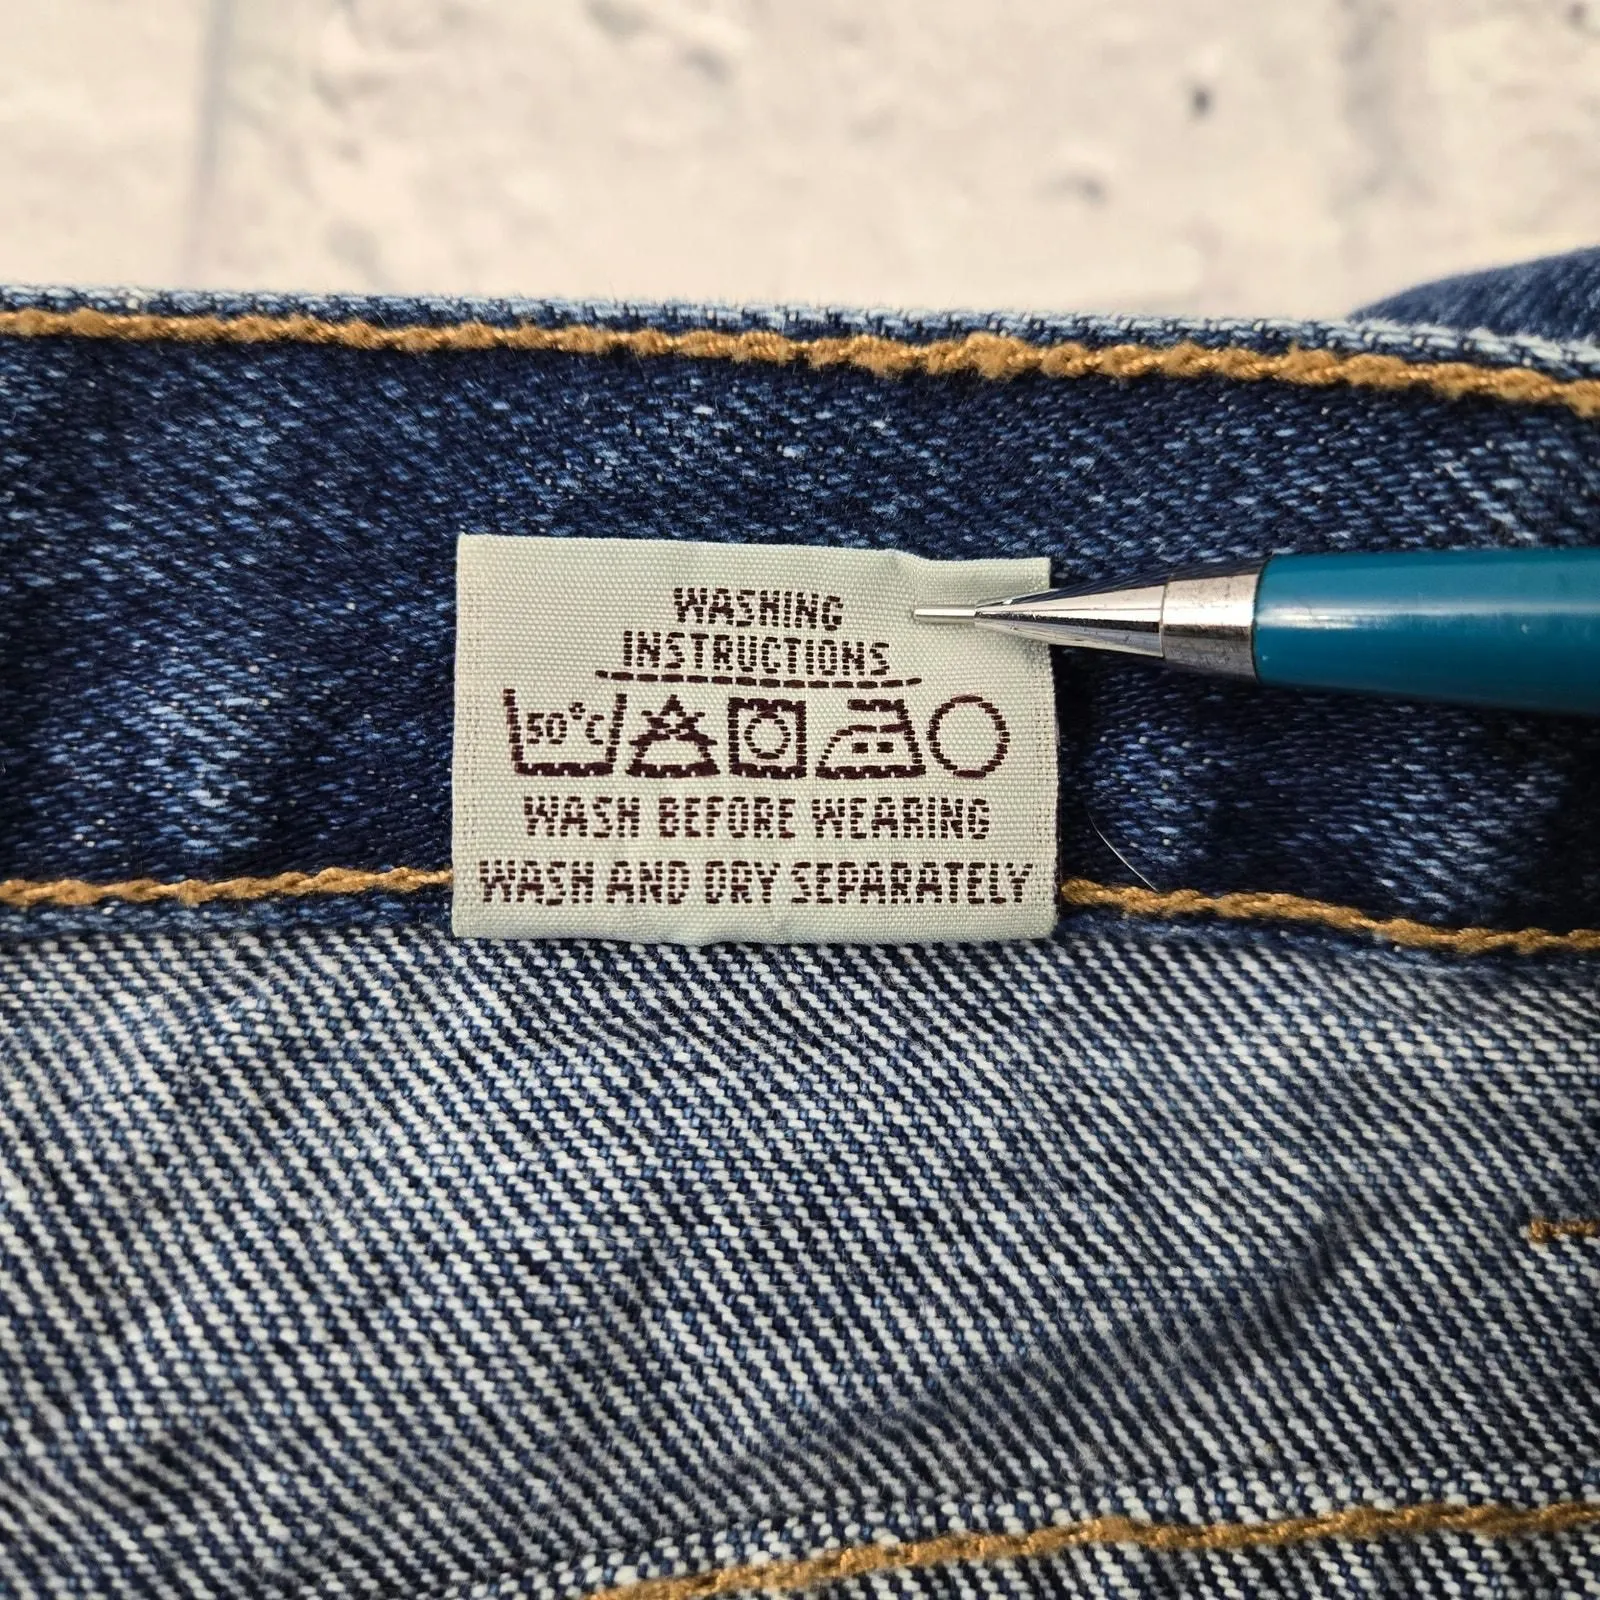 WASHING
INSTRUCTIONS
50°C
WASH BEFORE WEARING
WASH AND DRY SEPARATELY